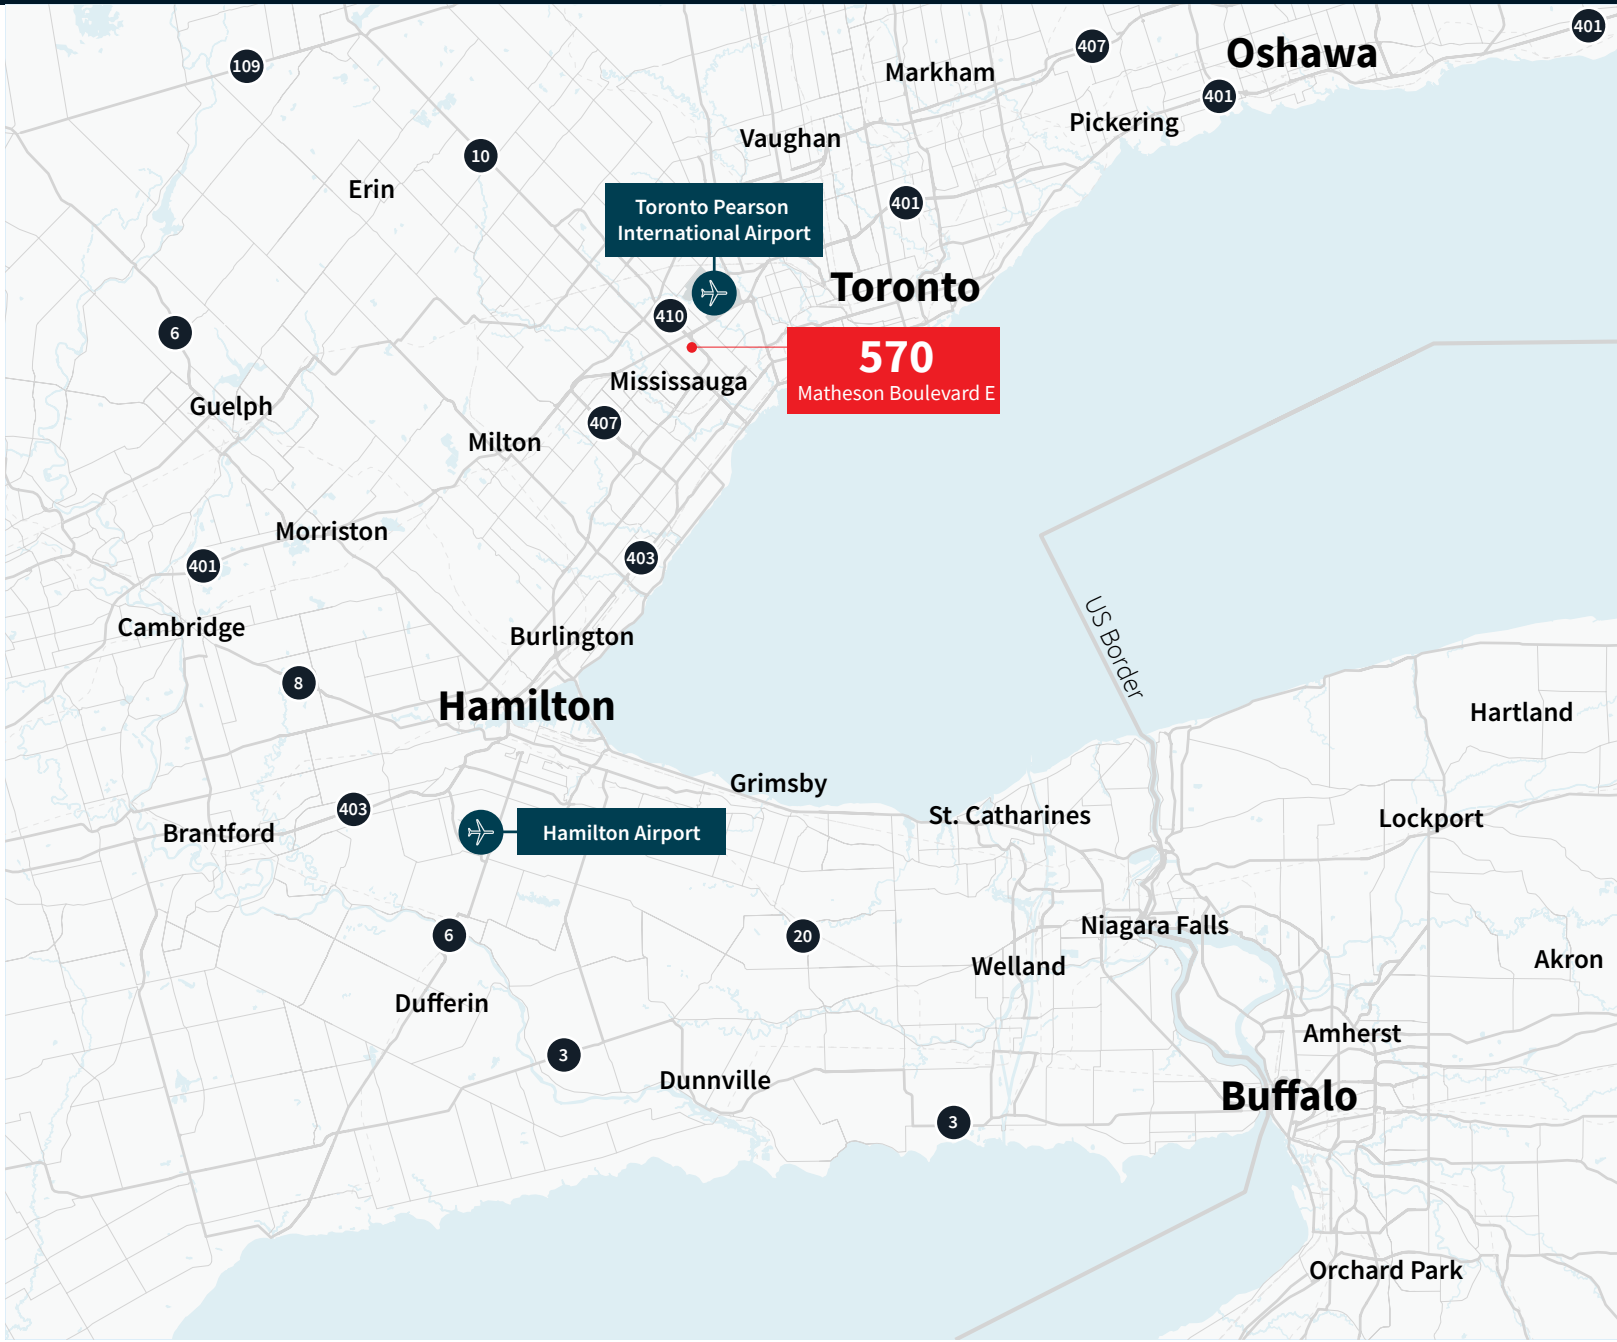 401
407
Oshawa
109
Markham
401
Pickering
Vaughan
10
Erin
401
Toronto Pearson
International Airport
Toronto
410
6
570
Matheson Boulevard E
Mississauga
Guelph
407
Milton
Morriston
403
401
US Border
Cambridge
Burlington
8
Hamilton
Hartland
Grimsby
403
St. Catharines
Lockport
Brantford
Hamilton Airport
Niagara Falls
6
20
Akron
Welland
Dufferin
Amherst
3
Dunnville
Buffalo
3
Orchard Park